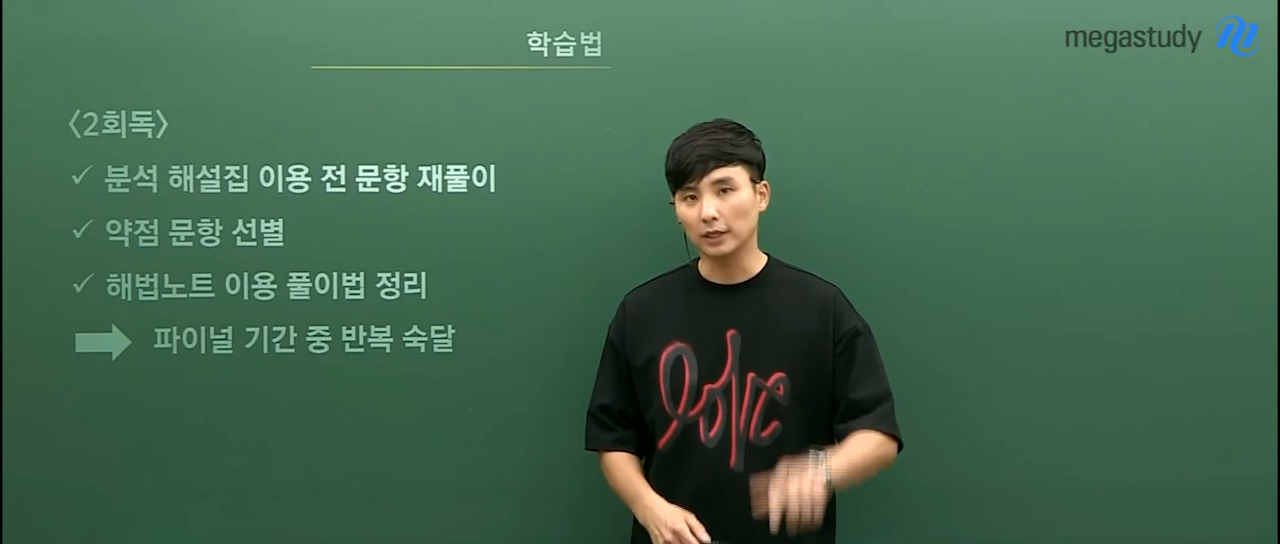 학습법
megastudy
〈2회독〉
✓ 분석 해설집 이용 전 문항 재풀이
✓ 약점 문항 선별
✓ 해법노트 이용 풀이법 정리
➡ 파이널 기간 중 반복 숙달
love